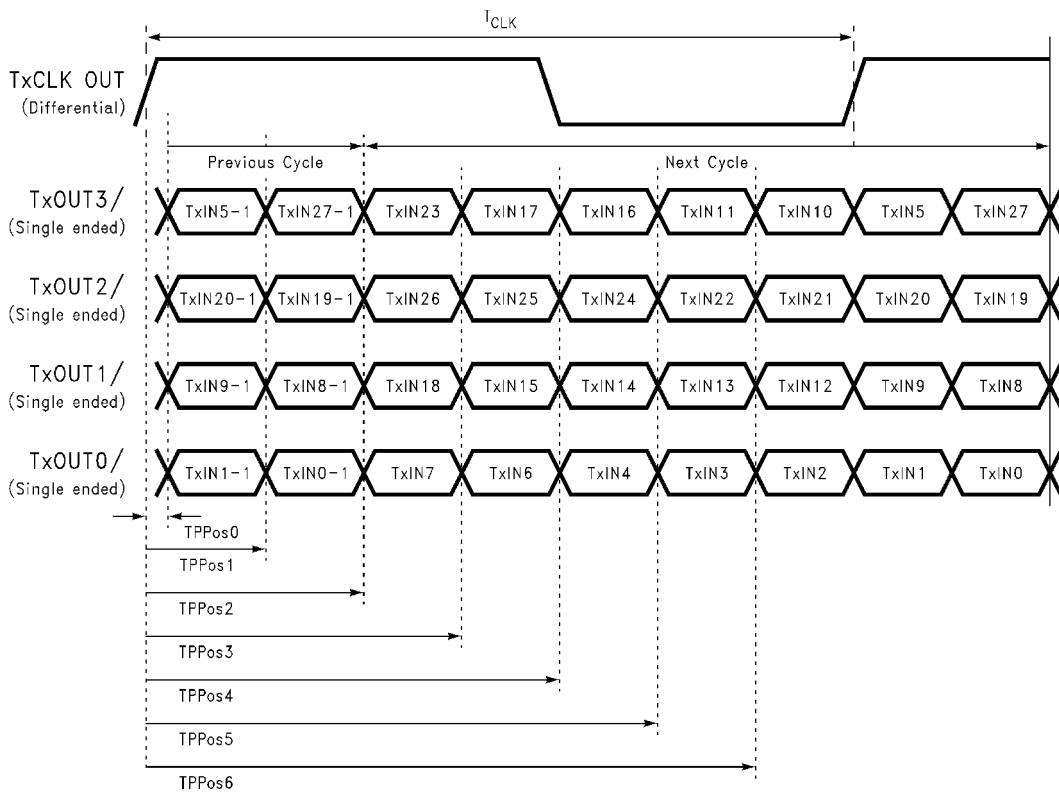 TCLK
TxCLK OUT
(Differential)
Previous Cycle
Next Cycle
TxOUT3/
(Single ended)
TxIN5-1
TxIN27-1
TxIN23
TxIN17
TxIN16
TxIN11
TxIN10
TxIN5
TxIN27
TxOUT2/
(Single ended)
TxIN20-1
TxIN19-1
TxIN26
TxIN25
TxIN24
TxIN22
TxIN21
TxIN20
TxIN19
TxOUT1/
(Single ended)
TxIN9-1
TxIN8-1
TxIN18
TxIN15
TxIN14
TxIN13
TxIN12
TxIN9
TxIN8
TxOUT0/
(Single ended)
TxIN1-1
TxIN0-1
TxIN7
TxIN6
TxIN4
TxIN3
TxIN2
TxIN1
TxIN0
TPPos0
TPPos1
TPPos2
TPPos3
TPPos4
TPPos5
TPPos6